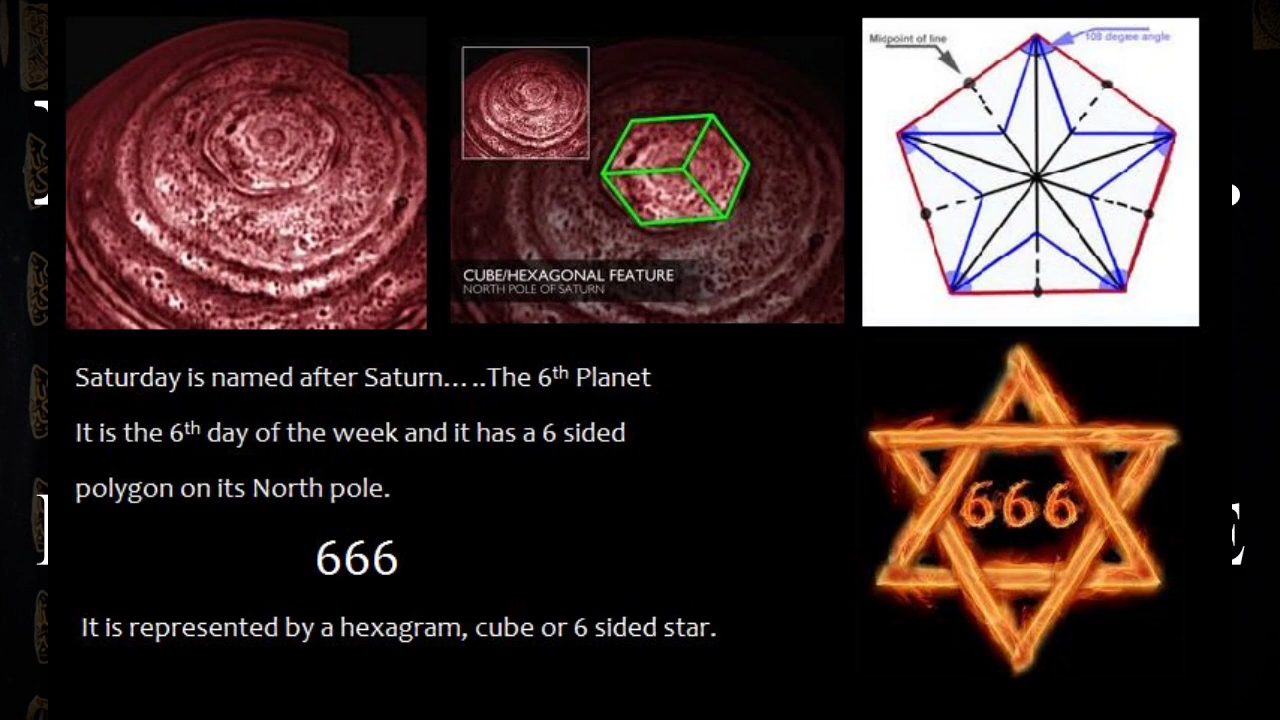 Midpoint of line
108 degree angle
CUBE/HEXAGONAL FEATURE
NORTH POLE OF SATURN
Saturday is named after Saturn… ..The 6th Planet
It is the 6th day of the week and it has a 6 sided
polygon on its North pole.
666
666
It is represented by a hexagram, cube or 6 sided star.